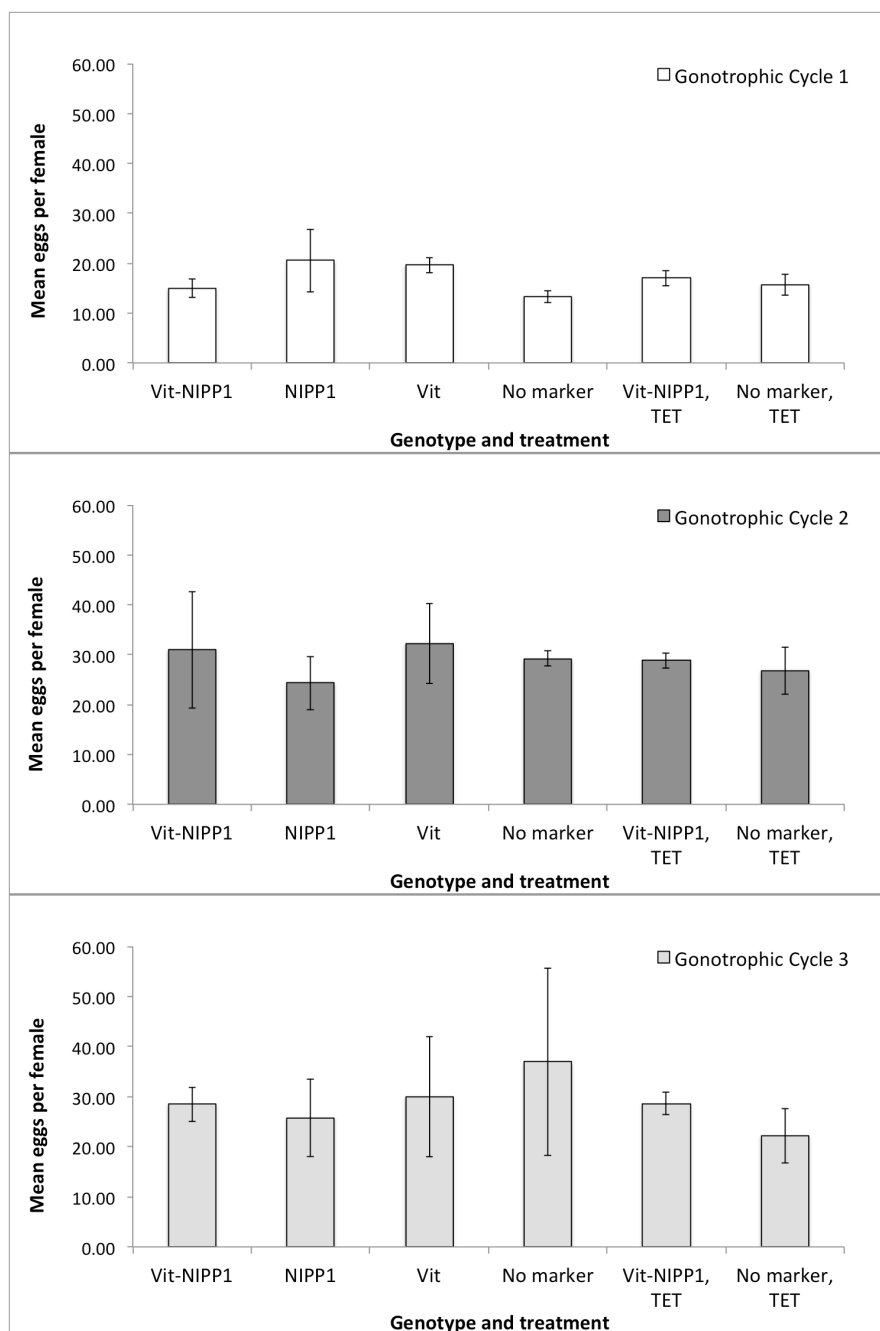 60.00
Gonotrophic Cycle 1
50.00
40.00
30.00
20.00
10.00
0.00
Mean eggs per female
Vit-NIPP1 NIPP1 Vit No marker Vit-NIPP1, No marker,
TET TET
Genotype and treatment
60.00
Gonotrophic Cycle 2
50.00
40.00
30.00
20.00
10.00
0.00
Mean eggs per female
Vit-NIPP1 NIPP1 Vit No marker Vit-NIPP1, No marker,
TET TET
Genotype and treatment
60.00
Gonotrophic Cycle 3
50.00
40.00
30.00
20.00
10.00
0.00
Mean eggs per female
Vit-NIPP1 NIPP1 Vit No marker Vit-NIPP1, No marker,
TET TET
Genotype and treatment